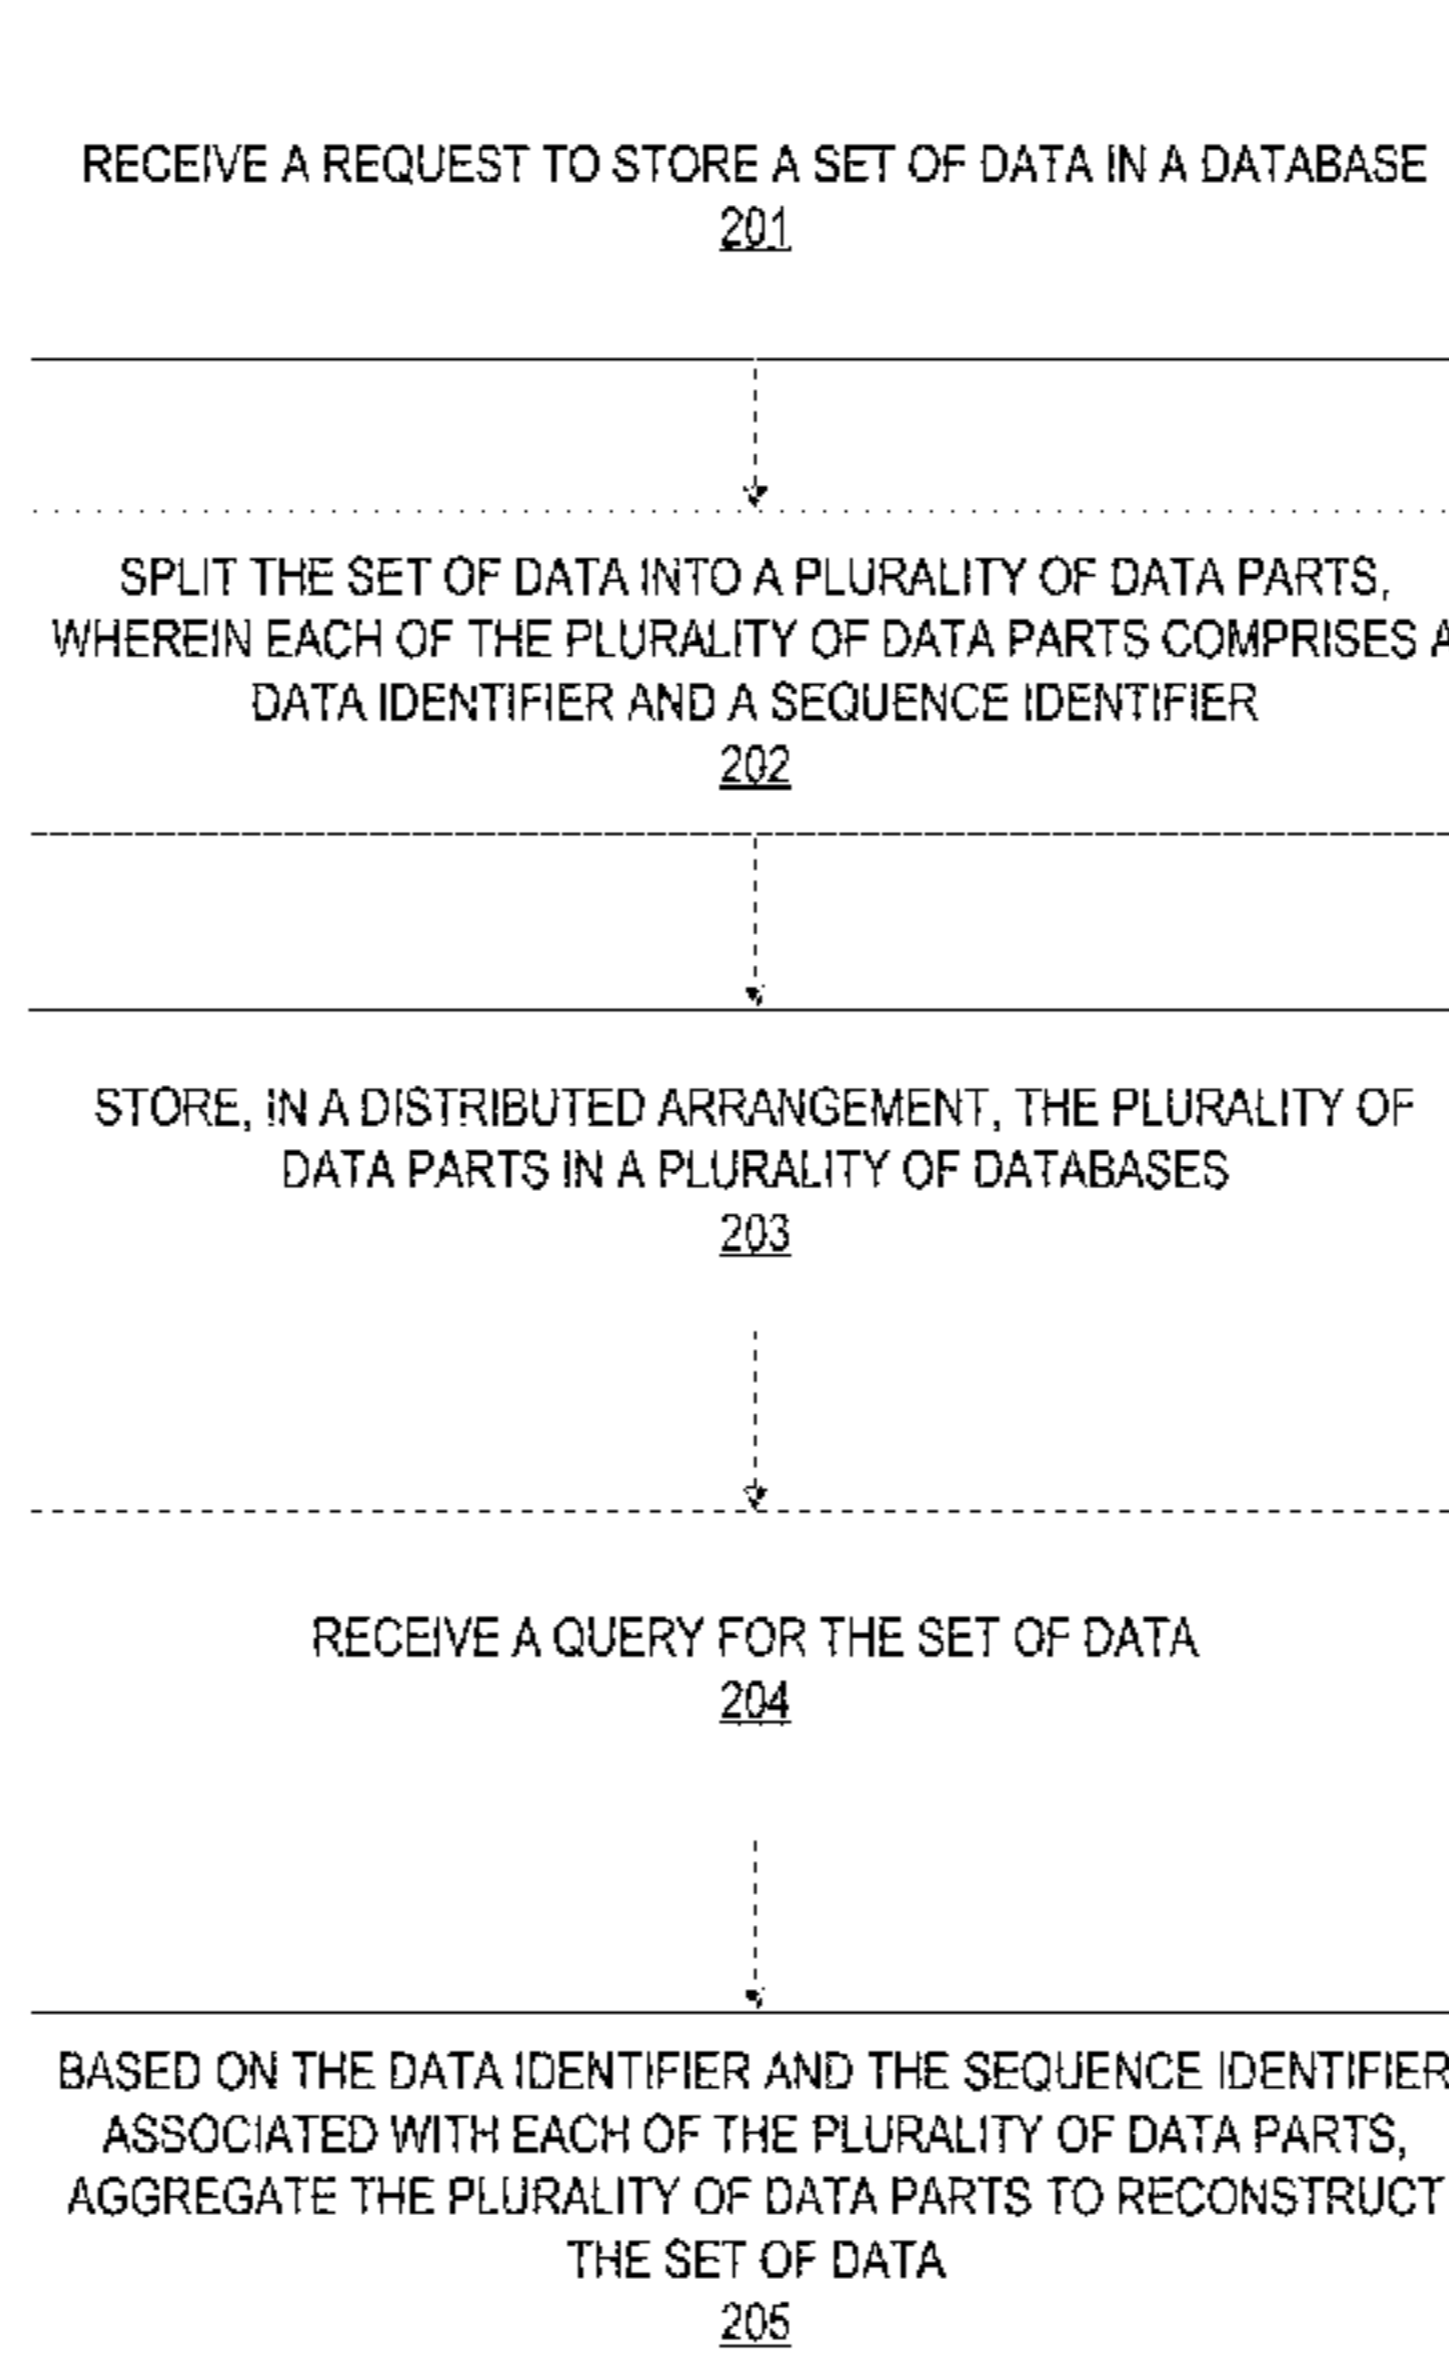 RECEIVE A REQUEST TO STORE A SET OF DATA IN A DATABASE
201
SPLIT THE SET OF DATA INTO A PLURALITY OF DATA PARTS,
WHEREIN EACH OF THE PLURALITY OF DATA PARTS COMPRISES A
DATA IDENTIFIER AND A SEQUENCE IDENTIFIER
202
STORE, IN A DISTRIBUTED ARRANGEMENT, THE PLURALITY OF
DATA PARTS IN A PLURALITY OF DATABASES
203
RECEIVE A QUERY FOR THE SET OF DATA
204
BASED ON THE DATA IDENTIFIER AND THE SEQUENCE IDENTIFIER
ASSOCIATED WITH EACH OF THE PLURALITY OF DATA PARTS,
AGGREGATE THE PLURALITY OF DATA PARTS TO RECONSTRUCT
THE SET OF DATA
205